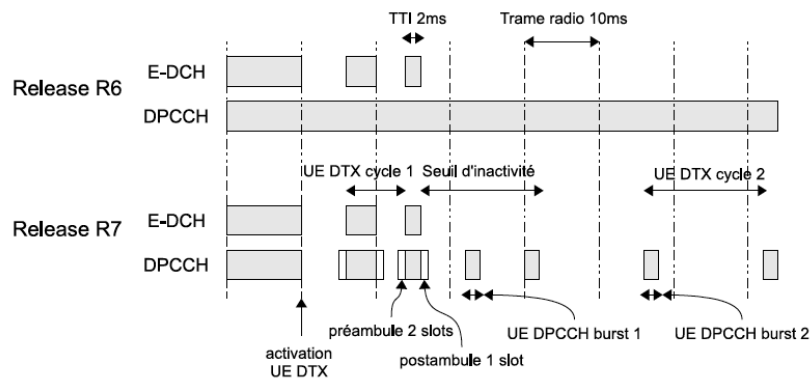 TTI 2ms
Trame radio 10ms
Release R6
E-DCH
DPCCH
UE DTX cycle 1
Seuil d'inactivité
UE DTX cycle 2
Release R7
E-DCH
DPCCH
préambule 2 slots
UE DPCCH burst 1
UE DPCCH burst 2
activation
UE DTX
postambule 1 slot